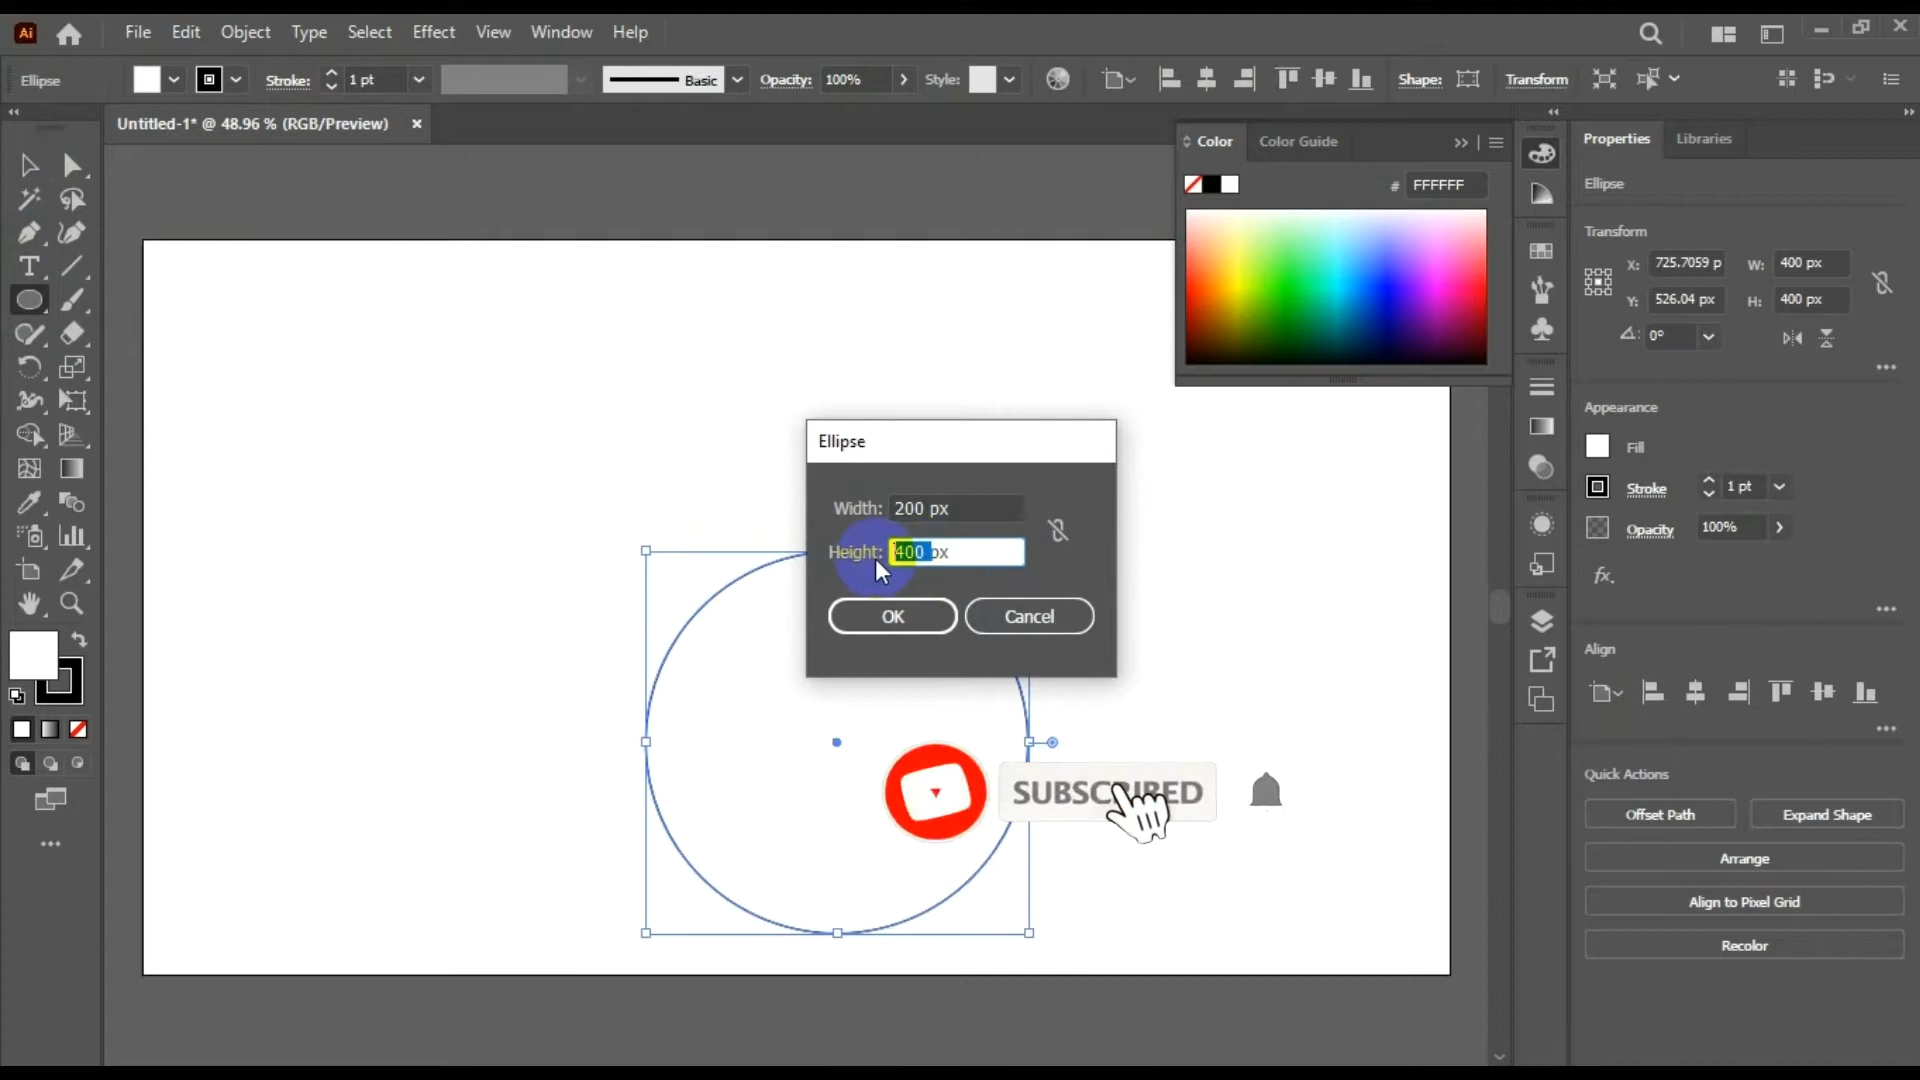 Ai File Edit Object Type Select Effect View Window Help
Ellipse Stroke: 1 pt Basic Opacity: 100% Style: Shape: Transform
Untitled-1* @ 48.96 % (RGB/Preview) ×
Color Color Guide
# FFFFFF
Properties Libraries
Ellipse
Transform
X: 725.7059 p W: 400 px
Y: 526.04 px H: 400 px
0°
Appearance
Fill
Stroke 1 pt
Opacity 100%
fx.
Align
Quick Actions
Offset Path Expand Shape
Arrange
Align to Pixel Grid
Recolor
Ellipse
Width: 200 px
Height: 400 px
OK Cancel
SUBSCRIBED